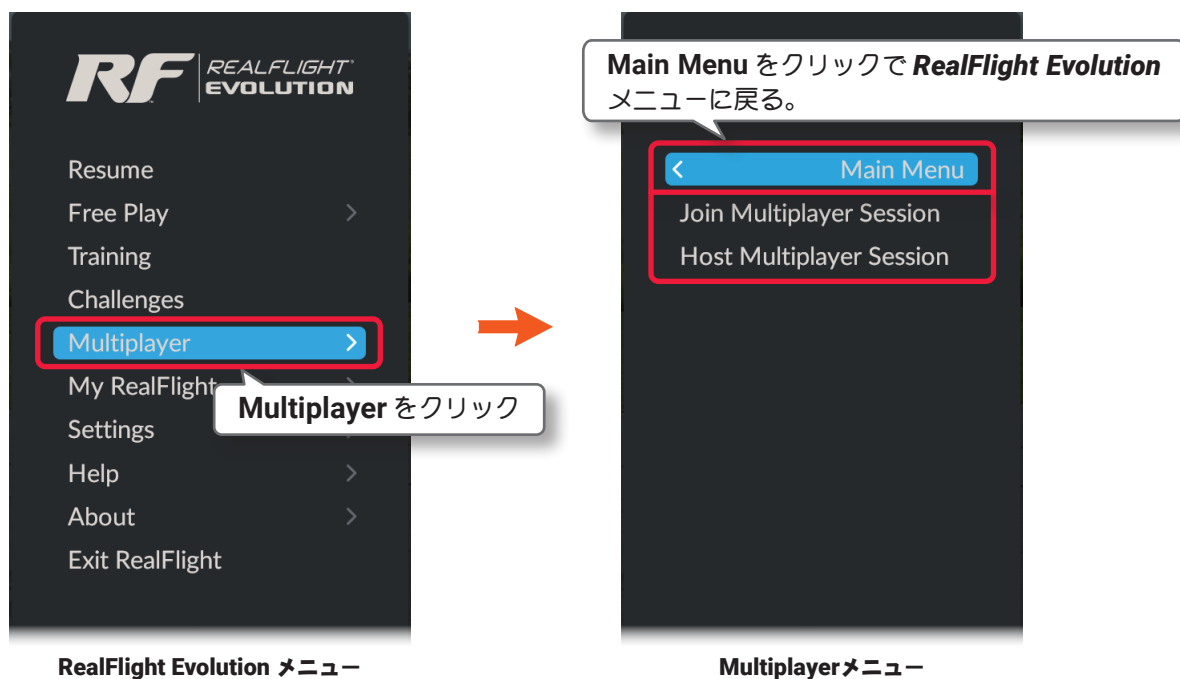 RF REALFLIGHT®
EVOLUTION
Resume
Free Play
Training
Challenges
Multiplayer
My RealFlight
Settings
Help
About
Exit RealFlight
Multiplayer をクリック
RealFlight Evolution メニュー
Main Menu をクリックで RealFlight Evolution
メニューに戻る。
Main Menu
Join Multiplayer Session
Host Multiplayer Session
Multiplayerメニュー